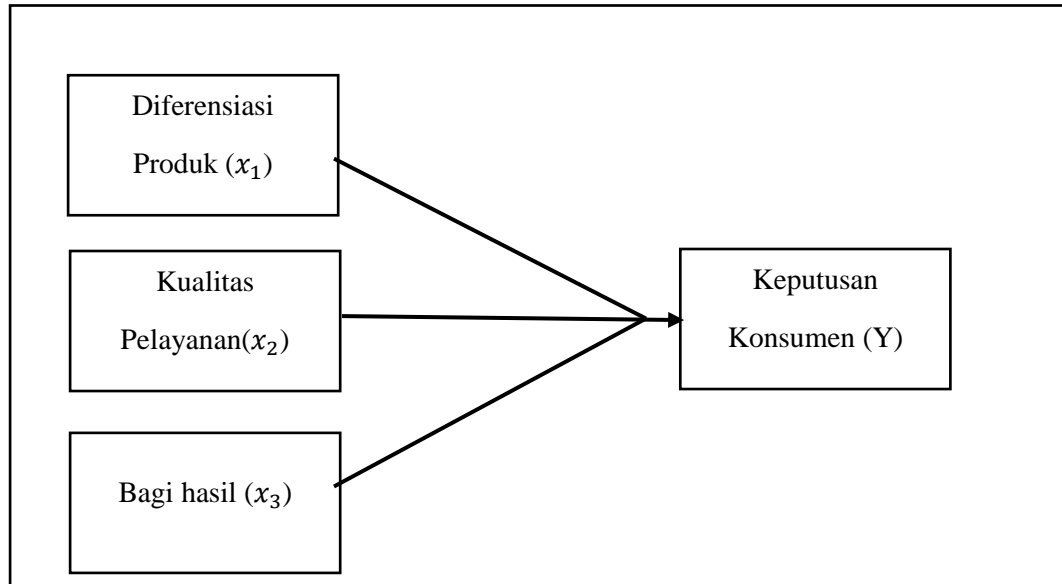 Diferensiasi
Produk (𝑥₁)
Kualitas
Pelayanan(𝑥₂)
Bagi hasil (𝑥₃)
Keputusan
Konsumen (Y)